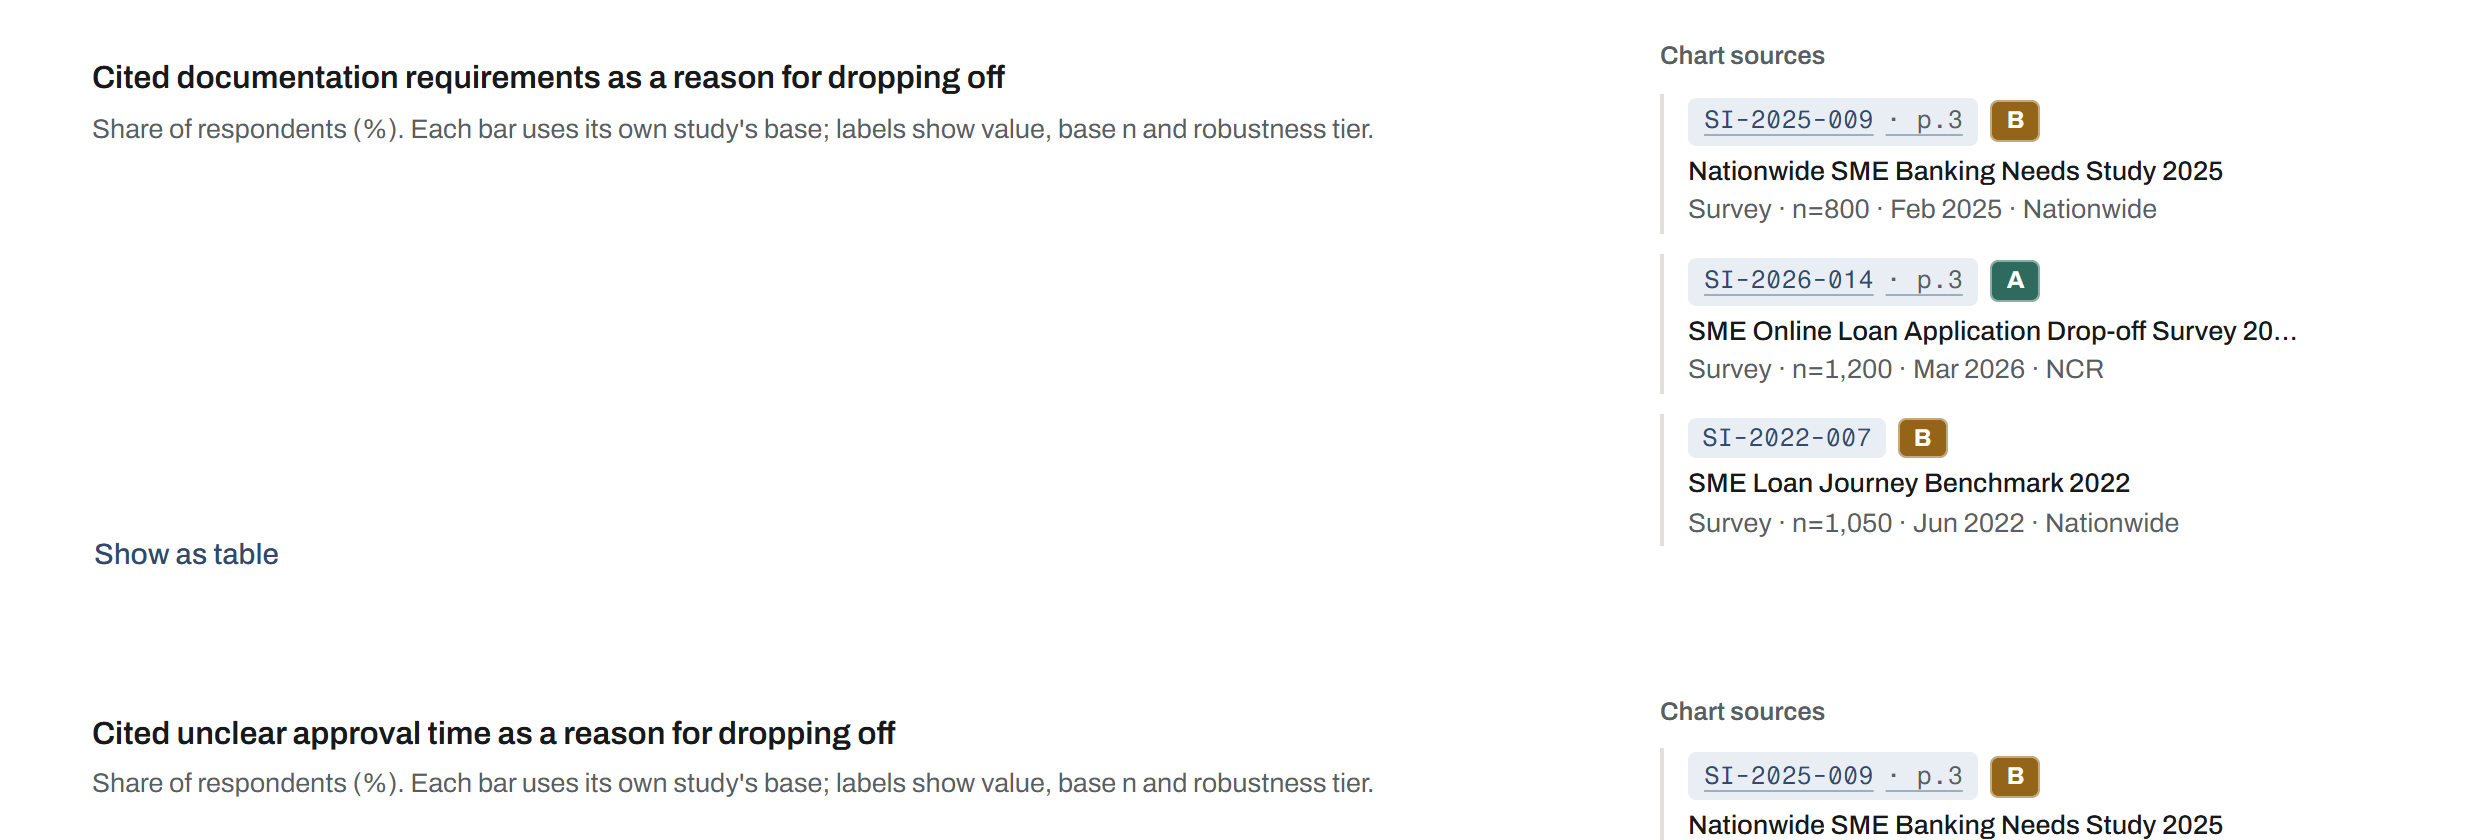 Cited documentation requirements as a reason for dropping off
Share of respondents (%). Each bar uses its own study's base; labels show value, base n and robustness tier.
Show as table
Chart sources
SI-2025-009 · p.3 B
Nationwide SME Banking Needs Study 2025
Survey · n=800 · Feb 2025 · Nationwide
SI-2026-014 · p.3 A
SME Online Loan Application Drop-off Survey 20...
Survey · n=1,200 · Mar 2026 · NCR
SI-2022-007 B
SME Loan Journey Benchmark 2022
Survey · n=1,050 · Jun 2022 · Nationwide
Cited unclear approval time as a reason for dropping off
Share of respondents (%). Each bar uses its own study's base; labels show value, base n and robustness tier.
Chart sources
SI-2025-009 · p.3 B
Nationwide SME Banking Needs Study 2025